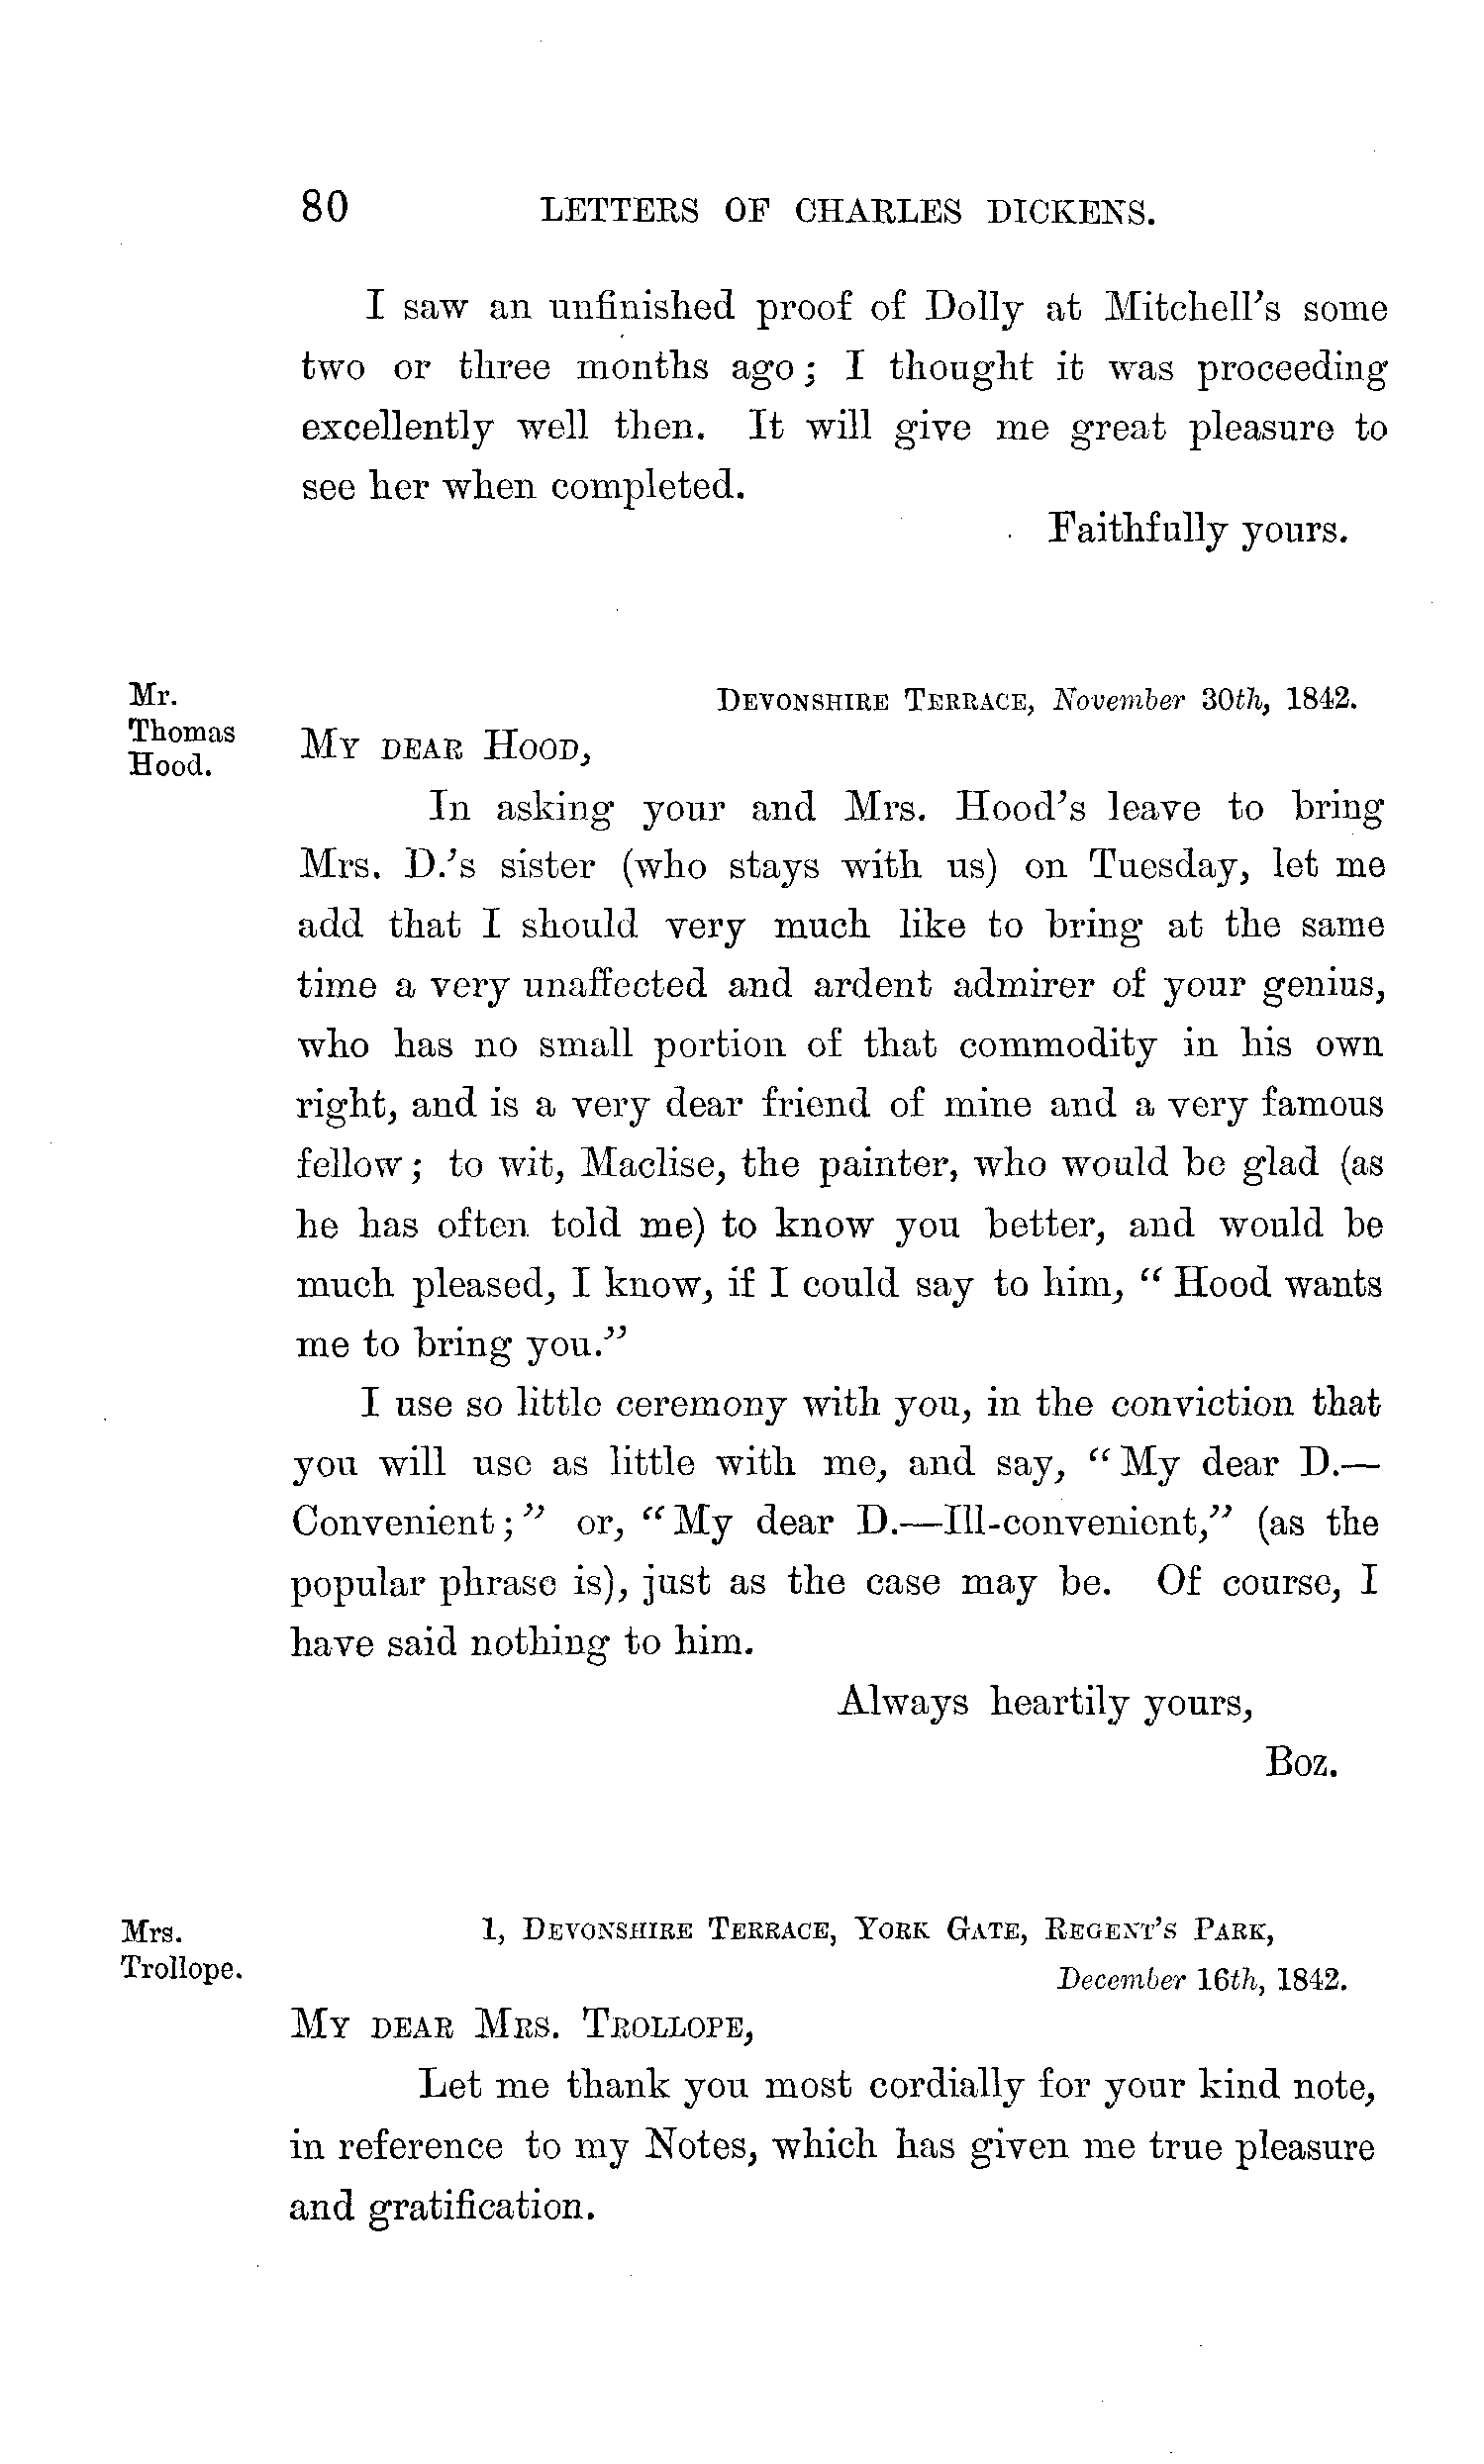 80 LETTERS OF CHARLES DICKENS.
I saw an unfinished proof of Dolly at Mitchell's some
two or three months ago; I thought it was proceeding
excellently well then. It will give me great pleasure to
see her when completed.
Faithfully yours.
Mr.
Thomas
Hood.
DEVONSHIRE TERRACE, November 30th, 1842.
MY DEAR HOOD,
In asking your and Mrs. Hood's leave to bring
Mrs. D.'s sister (who stays with us) on Tuesday, let me
add that I should very much like to bring at the same
time a very unaffected and ardent admirer of your genius,
who has no small portion of that commodity in his own
right, and is a very dear friend of mine and a very famous
fellow; to wit, Maclise, the painter, who would be glad (as
he has often told me) to know you better, and would be
much pleased, I know, if I could say to him, "Hood wants
me to bring you."
I use so little ceremony with you, in the conviction that
you will use as little with me, and say, "My dear D.—
Convenient;" or, "My dear D.—Ill-convenient," (as the
popular phrase is), just as the case may be. Of course, I
have said nothing to him.
Always heartily yours,
BOZ.
Mrs.
Trollope.
1, DEVONSHIRE TERRACE, YORK GATE, REGENT'S PARK,
December 16th, 1842.
MY DEAR MRS. TROLLOPE,
Let me thank you most cordially for your kind note,
in reference to my Notes, which has given me true pleasure
and gratification.